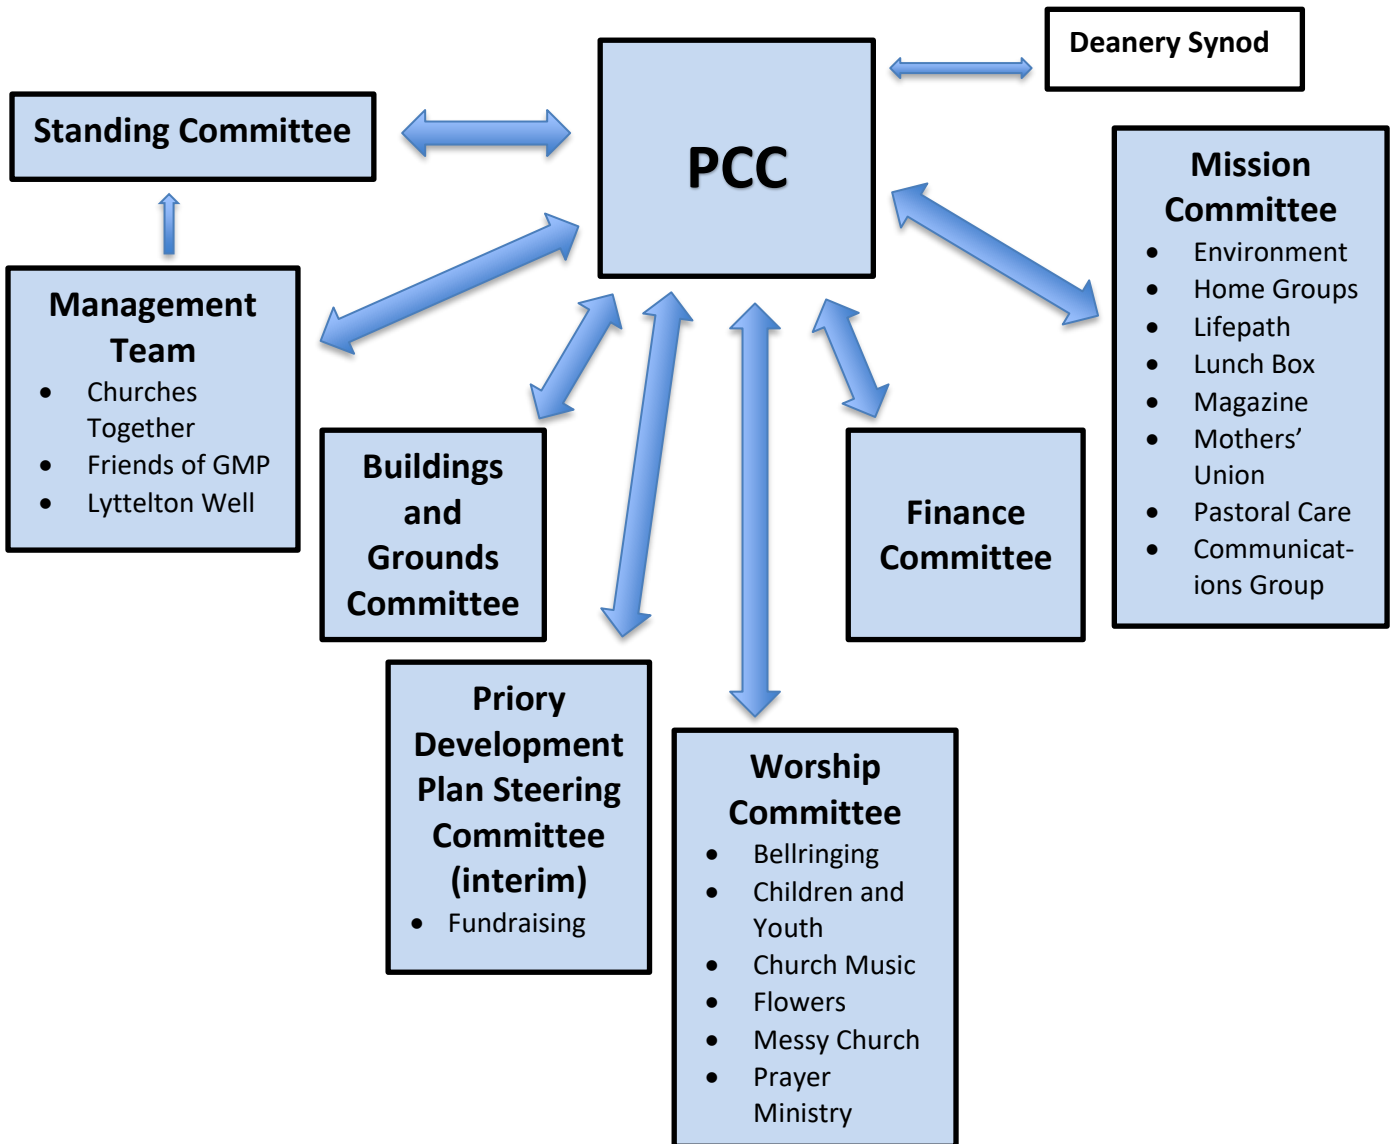 PCC
Deanery Synod
Standing Committee
Management
Team
• Churches
Together
• Friends of GMP
• Lyttelton Well
Buildings
and
Grounds
Committee
Priory
Development
Plan Steering
Committee
(interim)
• Fundraising
Worship
Committee
• Bellringing
• Children and
Youth
• Church Music
• Flowers
• Messy Church
• Prayer
Ministry
Finance
Committee
Mission
Committee
• Environment
• Home Groups
• Lifepath
• Lunch Box
• Magazine
• Mothers’
Union
• Pastoral Care
• Communicat-
ions Group